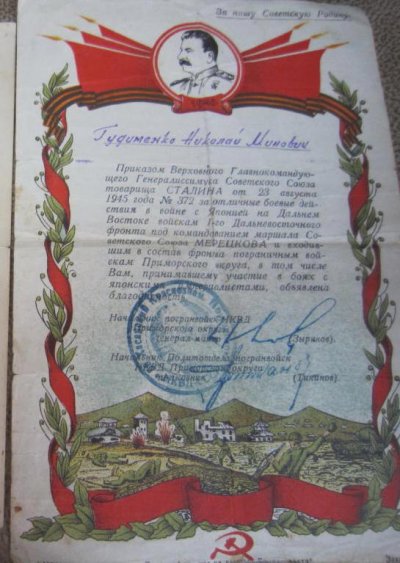 За нашу Советскую Родину.
1945
Гудименко Николай Минович
Приказом Верховного Главнокомандую-
щего Генералиссимуса Советского Союза
товарища СТАЛИНА от 23 августа
1945 года № 372 за отличные боевые дей-
ствия в войне с Японией на Дальнем
Востоке войскам I-го Дальневосточного
фронта под командованием маршала Со-
ветского Союза МЕРЕЦКОВА и входив-
шим в состав фронта пограничным вой-
скам Приморского округа, в том числе
Вам, принимавшему участие в боях с
японскими империалистами, объявлена
благодарность.
Начальник погранвойск НКВД
Приморского округа
генерал-майор (Зырянов)
Начальник Политотдела погранвойск
НКВД Приморского округа
полковник